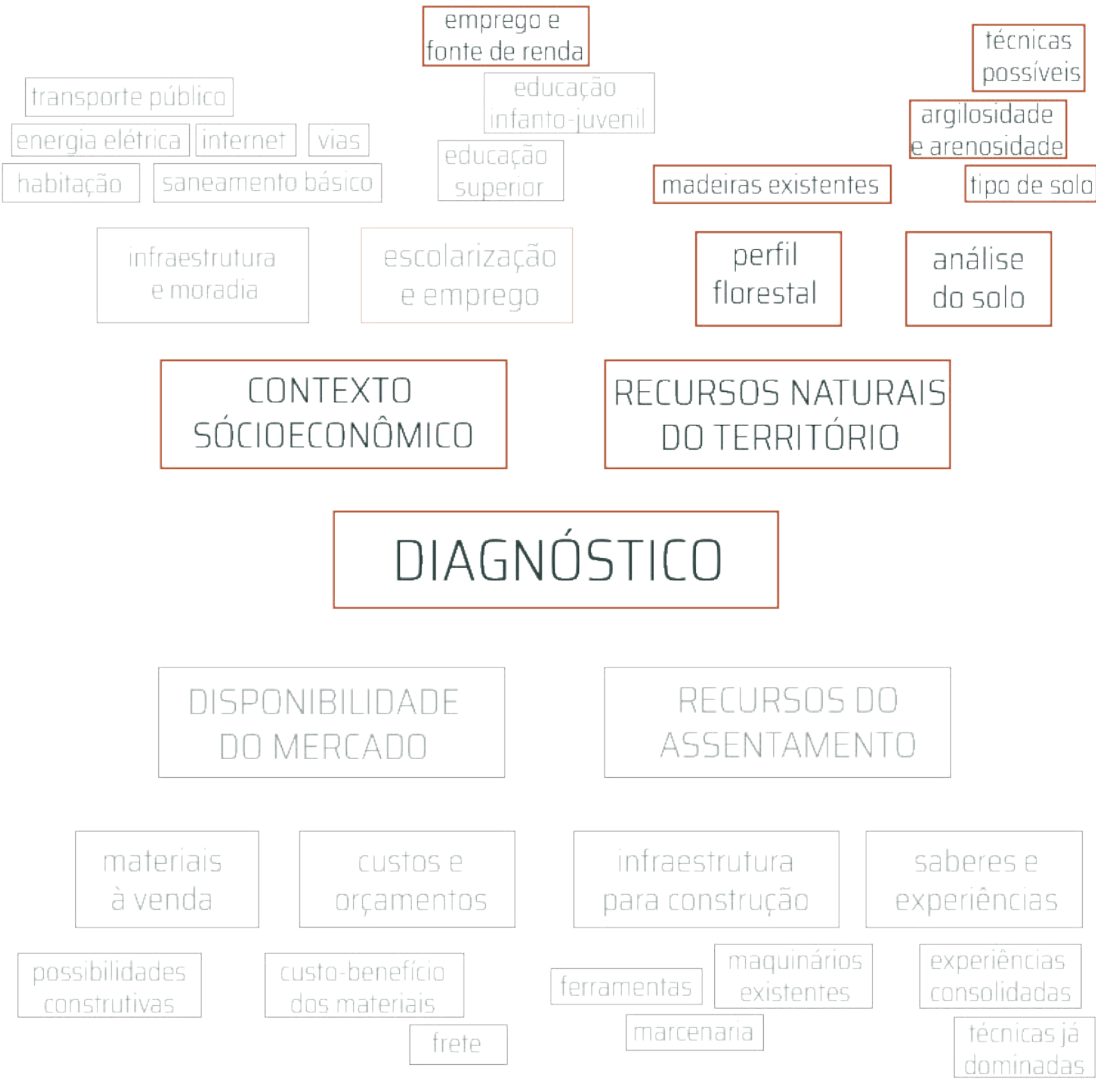 emprego e
fonte de renda
técnicas
possíveis
transporte público
educação
infanto-juvenil
argilosidade
e arenosidade
energia elétrica
internet
vias
educação
superior
habitação
saneamento básico
madeiras existentes
tipo de solo
infraestrutura
e moradia
escolarização
e emprego
perfil
florestal
análise
do solo
CONTEXTO
SÓCIOECONÔMICO
RECURSOS NATURAIS
DO TERRITÓRIO
DIAGNÓSTICO
DISPONIBILIDADE
DO MERCADO
RECURSOS DO
ASSENTAMENTO
materiais
à venda
custos e
orçamentos
infraestrutura
para construção
saberes e
experiências
possibilidades
construtivas
custo-benefício
dos materiais
frete
ferramentas
maquinários
existentes
marcenaria
experiências
consolidadas
técnicas já
dominadas